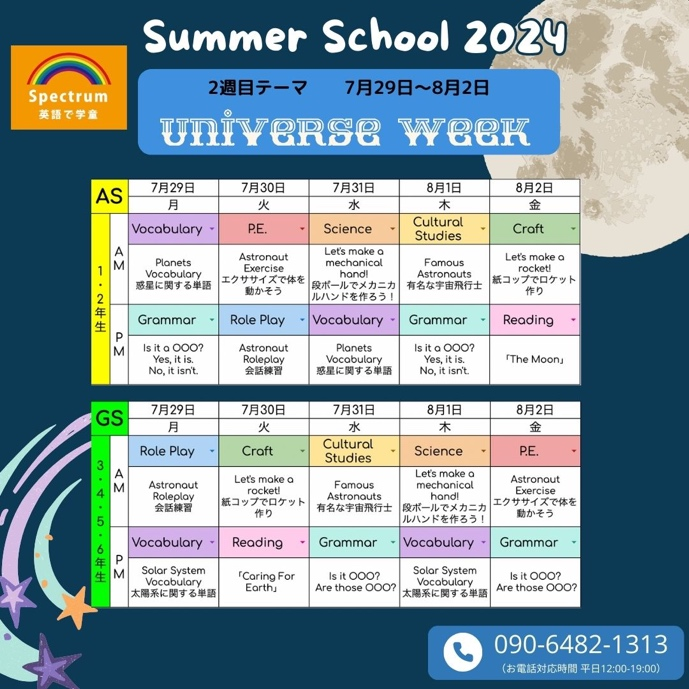 Summer School 2024
Spectrum
英語で学童
2週目テーマ 7月29日～8月2日
UNIVERSE WEEK
AS 7月29日 7月30日 7月31日 8月1日 8月2日
月 火 水 木 金
1・2年生
AM
Vocabulary P.E. Science Cultural Studies Craft
Planets Vocabulary 惑星に関する単語
Astronaut Exercise エクササイズで体を動かそう
Let's make a mechanical hand! 段ボールでメカニカルハンドを作ろう！
Famous Astronauts 有名な宇宙飛行士
Let's make a rocket! 紙コップでロケット作り
PM
Grammar Role Play Vocabulary Grammar Reading
Is it a OOO? Yes, it is. No, it isn't.
Astronaut Roleplay 会話練習
Planets Vocabulary 惑星に関する単語
Is it a OOO? Yes, it is. No, it isn't.
「The Moon」
GS 7月29日 7月30日 7月31日 8月1日 8月2日
月 火 水 木 金
3・4・5・6年生
AM
Role Play Craft Cultural Studies Science P.E.
Astronaut Roleplay 会話練習
Let's make a rocket! 紙コップでロケット作り
Famous Astronauts 有名な宇宙飛行士
Let's make a mechanical hand! 段ボールでメカニカルハンドを作ろう！
Astronaut Exercise エクササイズで体を動かそう
PM
Vocabulary Reading Grammar Vocabulary Grammar
Solar System Vocabulary 太陽系に関する単語
「Caring For Earth」
Is it OOO? Are those OOO?
Solar System Vocabulary 太陽系に関する単語
Is it OOO? Are those OOO?
090-6482-1313
（お電話対応時間 平日12:00-19:00）